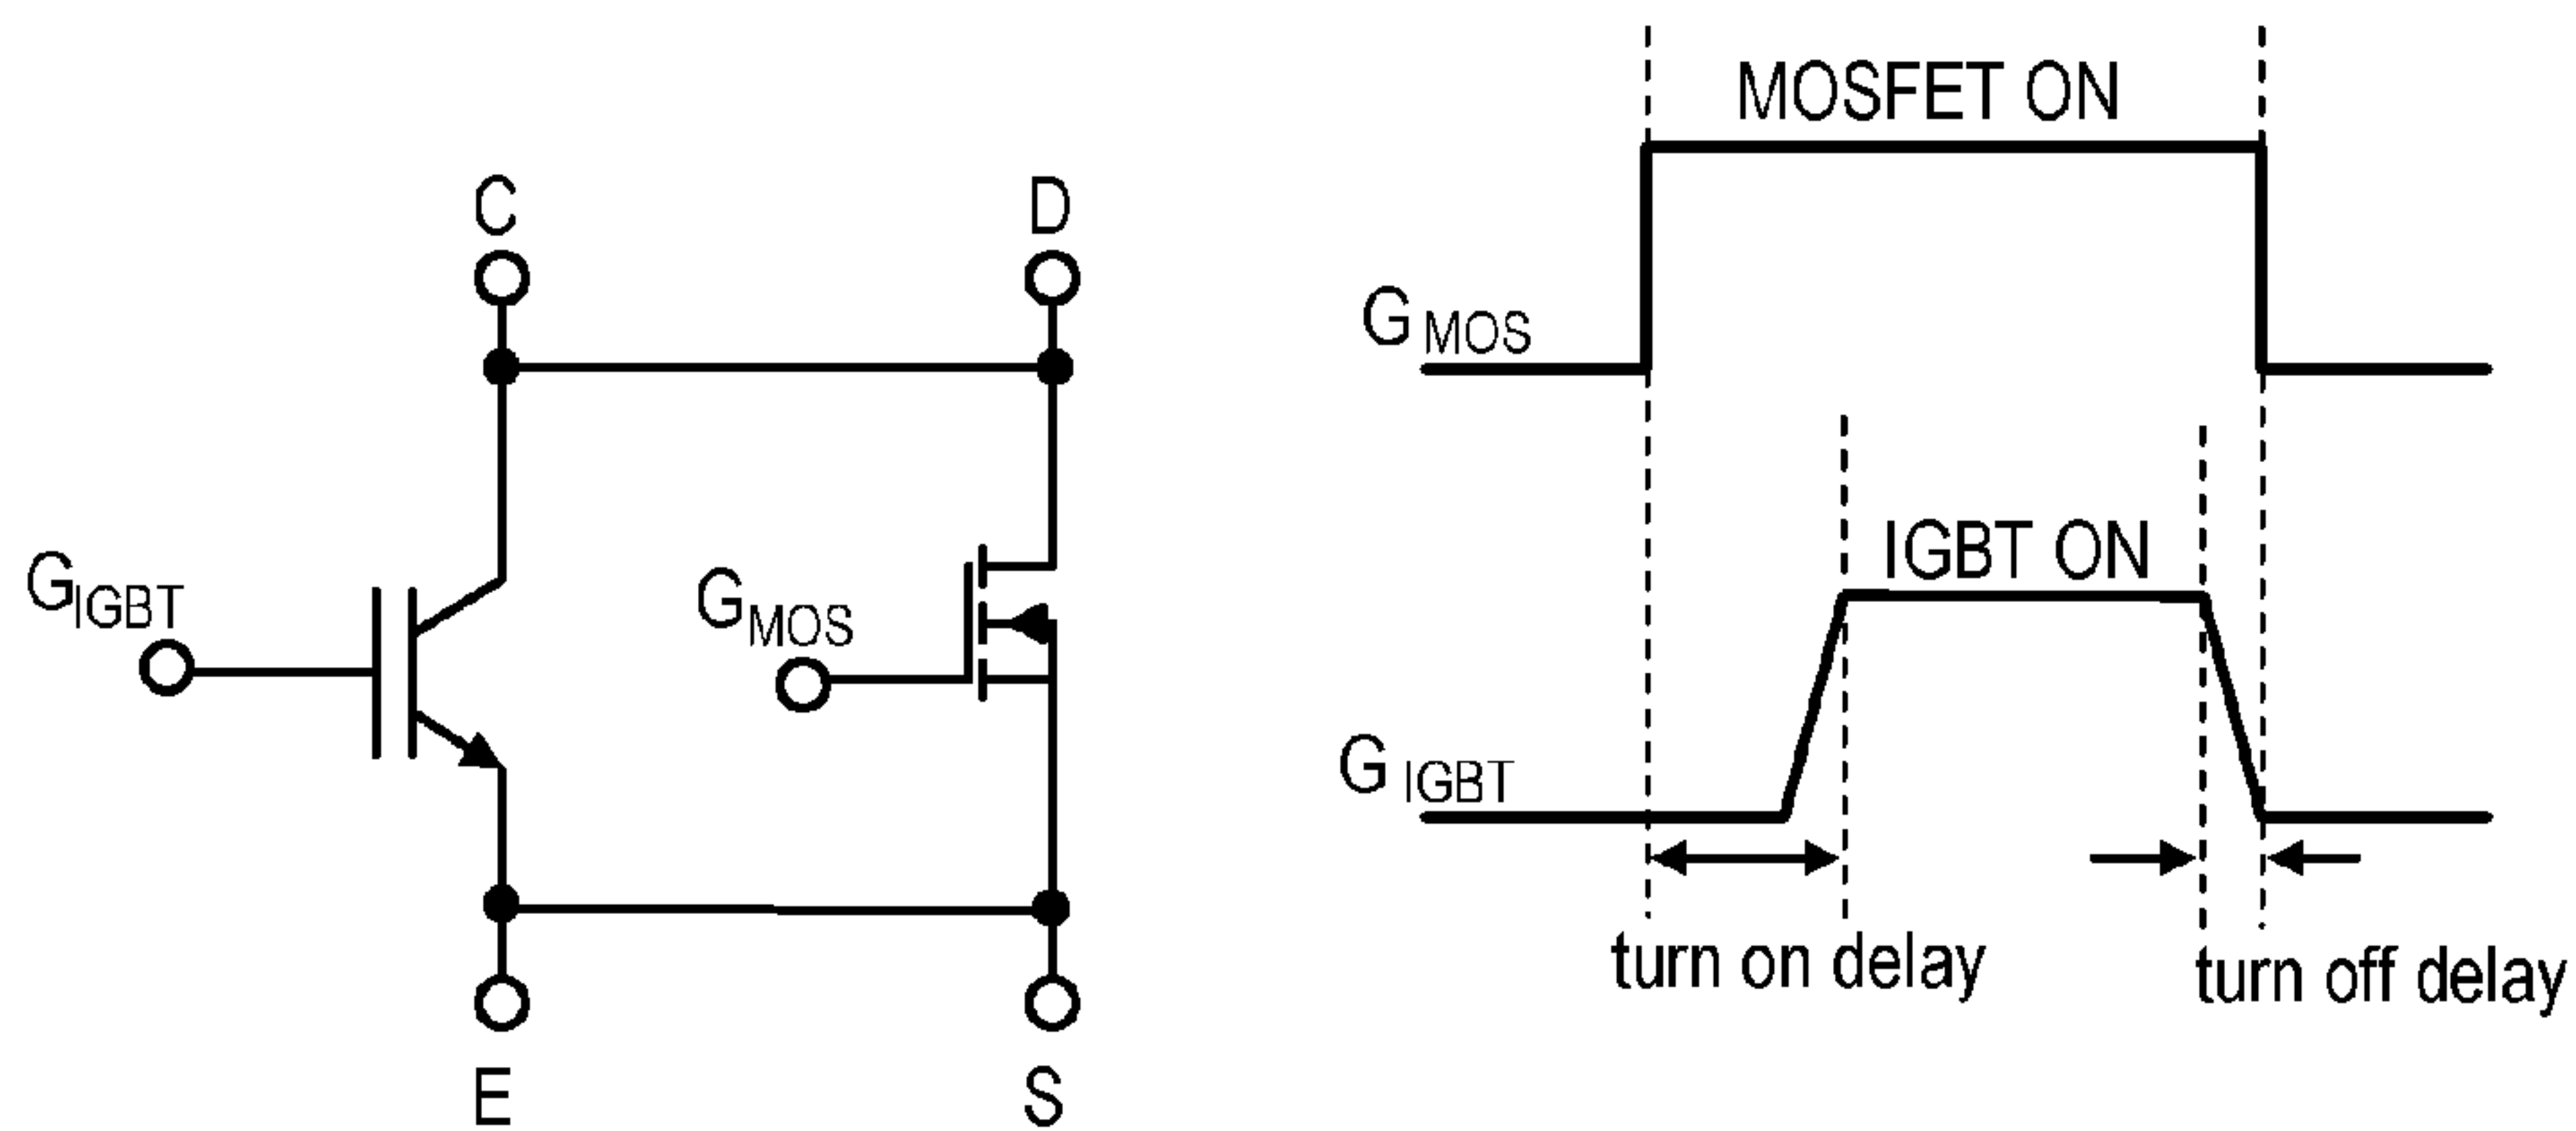 C
D
G IGBT
G MOS
E
S
MOSFET ON
G MOS
IGBT ON
G IGBT
turn on delay
turn off delay